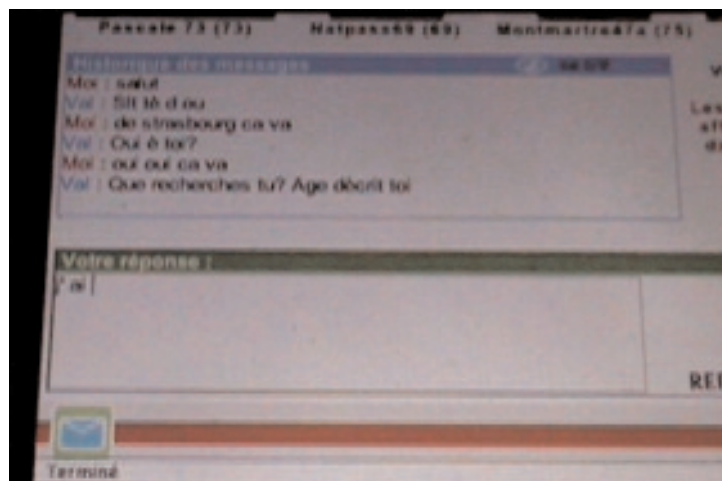 Pascale 73 (73) Natpass69 (69) Montmartre47a (75)
Historique des messages
Moi : salut
Val : Slt té d ou
Moi : de strasbourg ca va
Val : Oui è toi?
Moi : oui oui ca va
Val : Que recherches tu? Age décrit toi
Votre réponse :
j' ai
Terminé